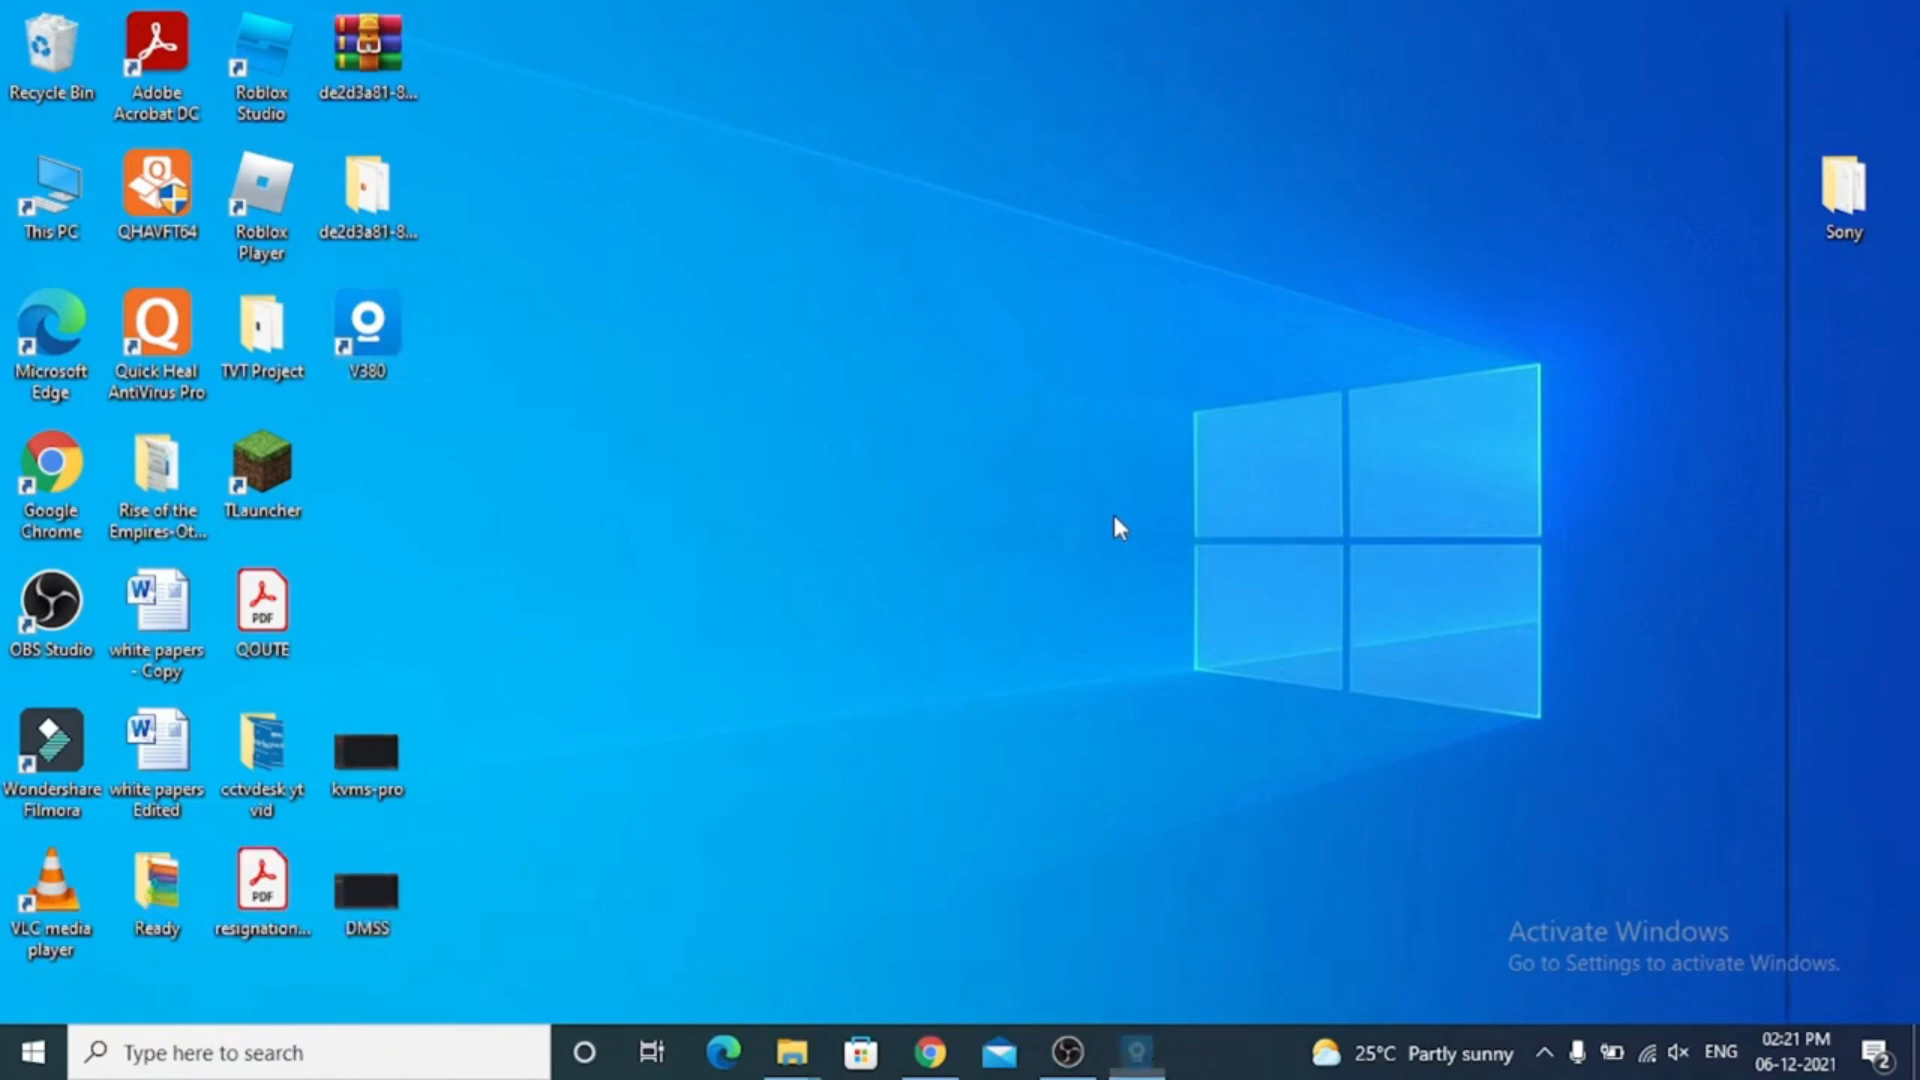 Recycle Bin
Adobe
Acrobat DC
Roblox
Studio
de2d3a81-8...
This PC
QHAVFT64
Roblox
Player
de2d3a81-8...
Sony
Microsoft
Edge
Quick Heal
AntiVirus Pro
TVT Project
V380
Google
Chrome
Rise of the
Empires-Ot...
TLauncher
OBS Studio
white papers
- Copy
PDF
QOUTE
Wondershare
Filmora
white papers
Edited
cctvdesk yt
vid
kvms-pro
VLC media
player
Ready
PDF
resignation...
DMSS
Activate Windows
Go to Settings to activate Windows.
Type here to search
25°C Partly sunny
ENG
02:21 PM
06-12-2021
2